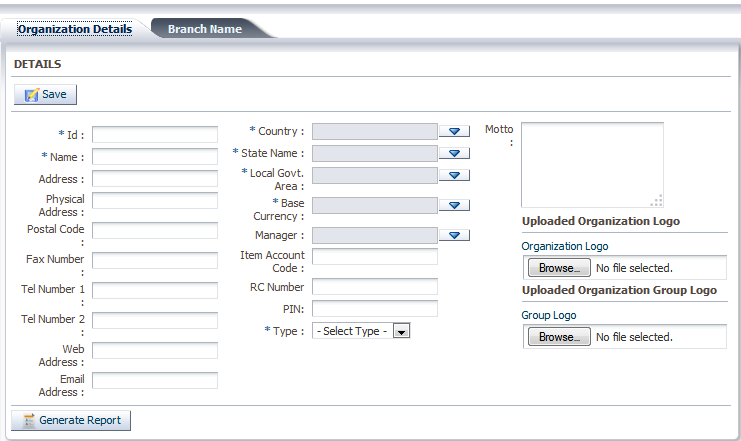 Organization Details
Branch Name
DETAILS
Save
* Id :
* Name :
Address :
Physical
Address :
Postal Code
:
Fax Number
:
Tel Number 1
:
Tel Number 2
:
Web
Address :
Email
Address :
* Country :
* State Name :
* Local Govt.
Area :
* Base
Currency :
Manager :
Item Account
Code :
RC Number
PIN:
* Type :
- Select Type -
Motto
:
Uploaded Organization Logo
Organization Logo
Browse... No file selected.
Uploaded Organization Group Logo
Group Logo
Browse... No file selected.
Generate Report